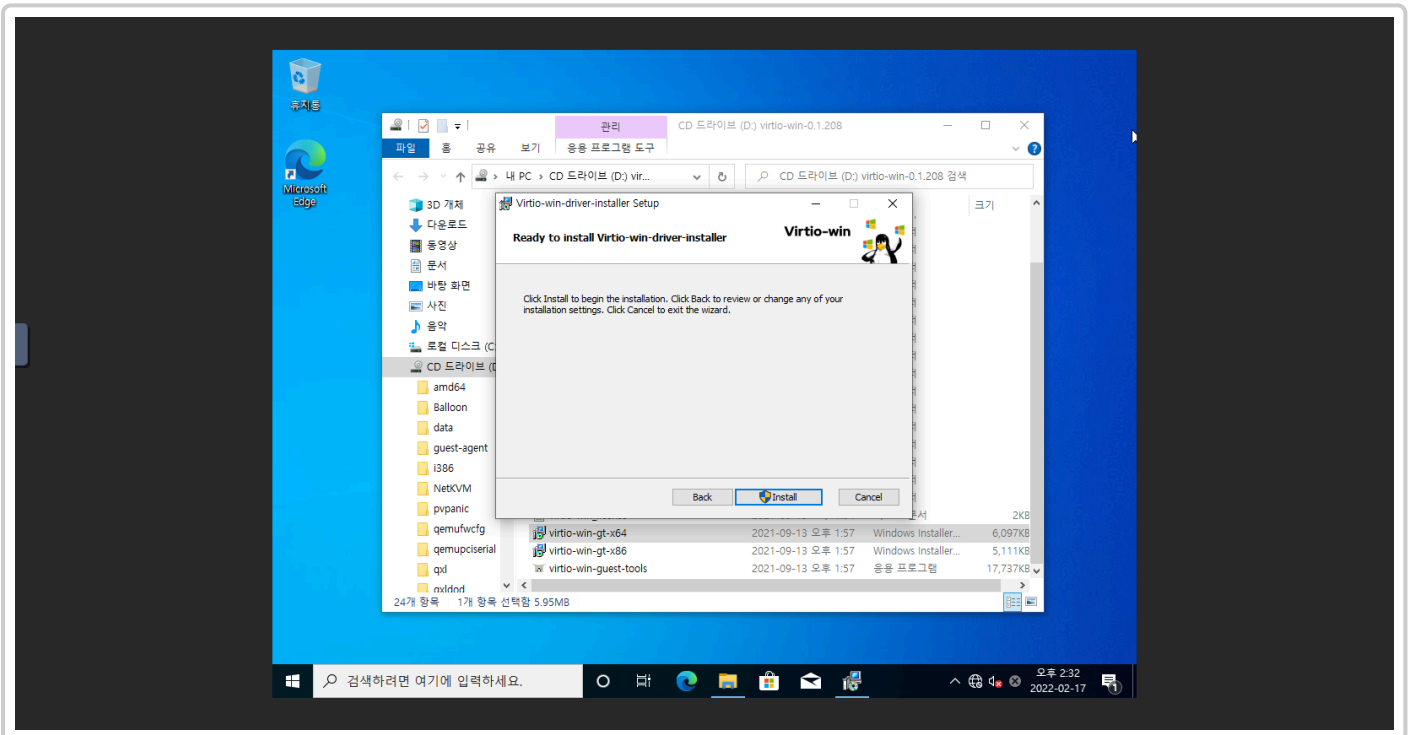 휴지통
Microsoft
Edge
관리
CD 드라이브 (D:) virtio-win-0.1.208
파일
홈
공유
보기
응용 프로그램 도구
내 PC › CD 드라이브 (D:) vir...
CD 드라이브 (D:) virtio-win-0.1.208 검색
3D 개체
다운로드
동영상
문서
바탕 화면
사진
음악
로컬 디스크 (C
CD 드라이브 (D
amd64
Balloon
data
guest-agent
i386
NetKVM
pvpanic
qemufwcfg
qemupciserial
qxl
qxldod
크기
Virtio-win-driver-installer Setup
Ready to install Virtio-win-driver-installer
Virtio-win
Click Install to begin the installation. Click Back to review or change any of your
installation settings. Click Cancel to exit the wizard.
Back
Install
Cancel
2KB
virtio-win-gt-x64 2021-09-13 오후 1:57 Windows Installer... 6,097KB
virtio-win-gt-x86 2021-09-13 오후 1:57 Windows Installer... 5,111KB
virtio-win-guest-tools 2021-09-13 오후 1:57 응용 프로그램 17,737KB
24개 항목 1개 항목 선택함 5.95MB
검색하려면 여기에 입력하세요.
오후 2:32
2022-02-17
1